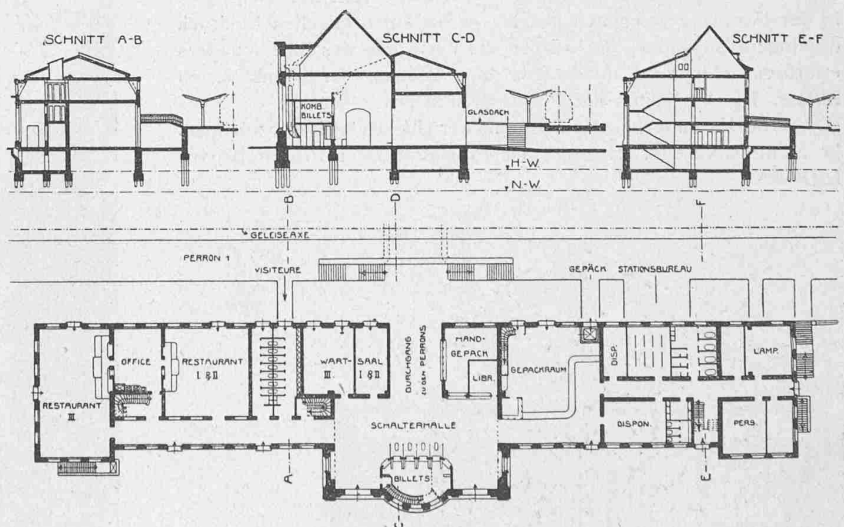 SCHNITT A-B
SCHNITT C-D
SCHNITT E-F
KOMB.
BILLETS
GLASDACH
H-W.
N-W.
B
D
F
GELEISEAXE
PERRON 1
VISITEURE
GEPÄCK
STATIONSBUREAU
OFFICE
RESTAURANT
I & II
RESTAURANT
III
WART-
III
SAAL
I & II
DURCHGANG
ZU DEN PERRONS
HAND-
GEPÄCK
LIBR.
GEPÄCKRAUM
DISP.
LAMP.
SCHALTERHALLE
DISPON.
PERS.
BILLETS
A
E